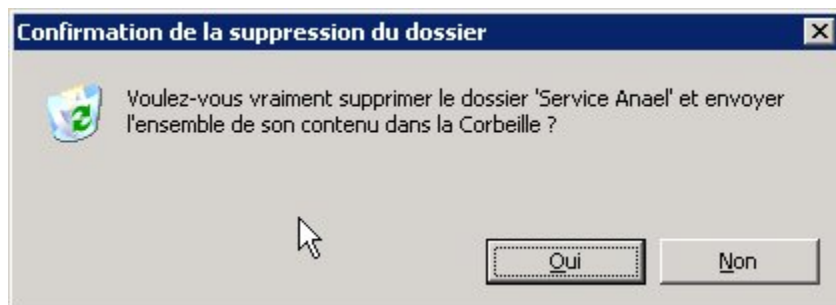 Confirmation de la suppression du dossier
Voulez-vous vraiment supprimer le dossier 'Service Anael' et envoyer
l'ensemble de son contenu dans la Corbeille ?
Oui
Non